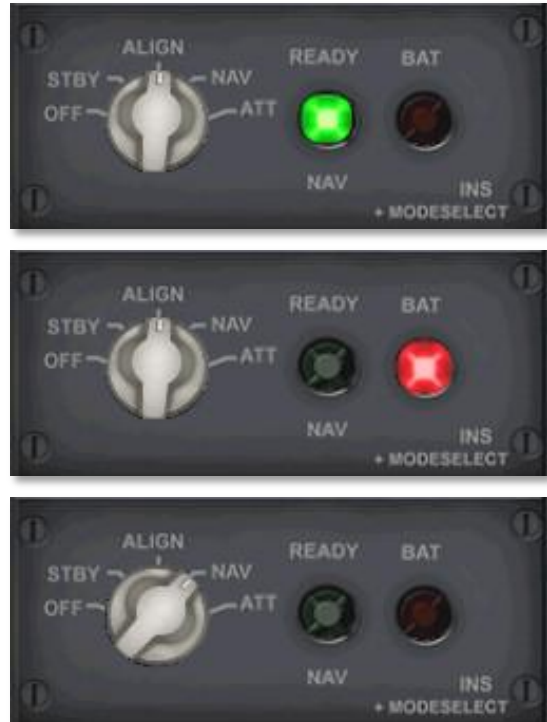 ALIGN READY BAT
STBY NAV
OFF ATT
NAV INS
+ MODESELECT
ALIGN READY BAT
STBY NAV
OFF ATT
NAV INS
+ MODESELECT
ALIGN READY BAT
STBY NAV
OFF ATT
NAV INS
+ MODESELECT